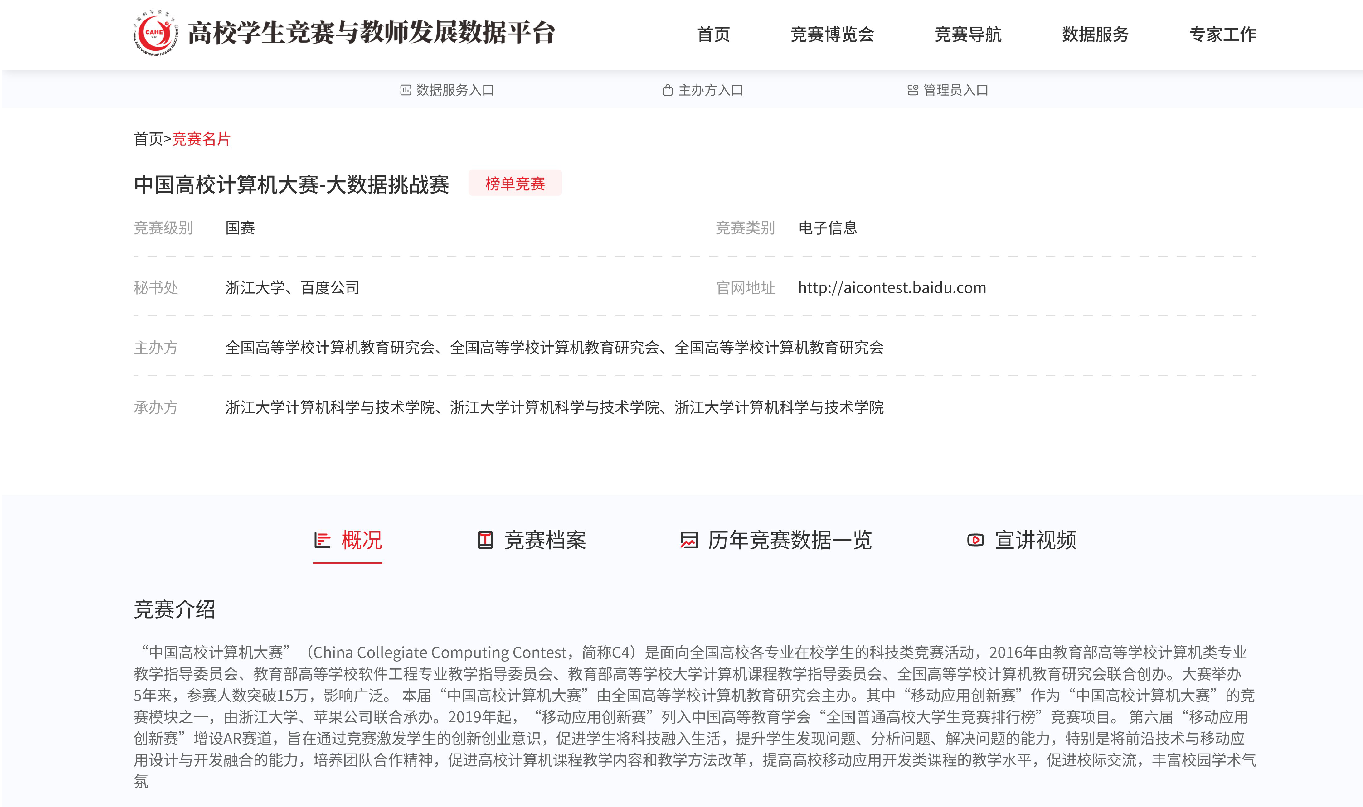 CAHE
高校学生竞赛与教师发展数据平台
首页 竞赛博览会 竞赛导航 数据服务 专家工作
数据服务入口 主办方入口 管理员入口
首页>竞赛名片
中国高校计算机大赛-大数据挑战赛 榜单竞赛
竞赛级别 国赛 竞赛类别 电子信息
秘书处 浙江大学、百度公司 官网地址 http://aicontest.baidu.com
主办方 全国高等学校计算机教育研究会、全国高等学校计算机教育研究会、全国高等学校计算机教育研究会
承办方 浙江大学计算机科学与技术学院、浙江大学计算机科学与技术学院、浙江大学计算机科学与技术学院
概况 竞赛档案 历年竞赛数据一览 宣讲视频
竞赛介绍
“中国高校计算机大赛”（China Collegiate Computing Contest，简称C4）是面向全国高校各专业在校学生的科技类竞赛活动，2016年由教育部高等学校计算机类专业
教学指导委员会、教育部高等学校软件工程专业教学指导委员会、教育部高等学校大学计算机课程教学指导委员会、全国高等学校计算机教育研究会联合创办。大赛举办
5年来，参赛人数突破15万，影响广泛。 本届“中国高校计算机大赛”由全国高等学校计算机教育研究会主办。其中“移动应用创新赛”作为“中国高校计算机大赛”的竞
赛模块之一，由浙江大学、苹果公司联合承办。2019年起，“移动应用创新赛”列入中国高等教育学会“全国普通高校大学生竞赛排行榜”竞赛项目。 第六届“移动应用
创新赛”增设AR赛道，旨在通过竞赛激发学生的创新创业意识，促进学生将科技融入生活，提升学生发现问题、分析问题、解决问题的能力，特别是将前沿技术与移动应
用设计与开发融合的能力，培养团队合作精神，促进高校计算机课程教学内容和教学方法改革，提高高校移动应用开发类课程的教学水平，促进校际交流，丰富校园学术气
氛